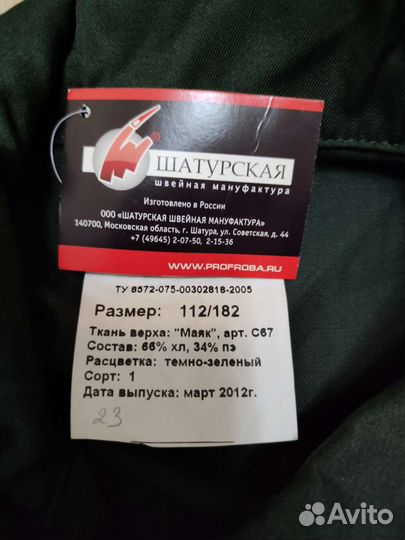 ШАТУРСКАЯ
швейная мануфактура
Изготовлено в России
ООО «ШАТУРСКАЯ ШВЕЙНАЯ МАНУФАКТУРА»
140700, Московская область, г. Шатура, ул. Советская, д. 44
+7 (49645) 2-07-50, 2-15-36
WWW.PROFROBA.RU
ТУ 8572-075-00302818-2005
Размер: 112/182
Ткань верха: "Маяк", арт. С67
Состав: 66% хл, 34% пэ
Расцветка: темно-зеленый
Сорт: 1
Дата выпуска: март 2012г.
23
Avito